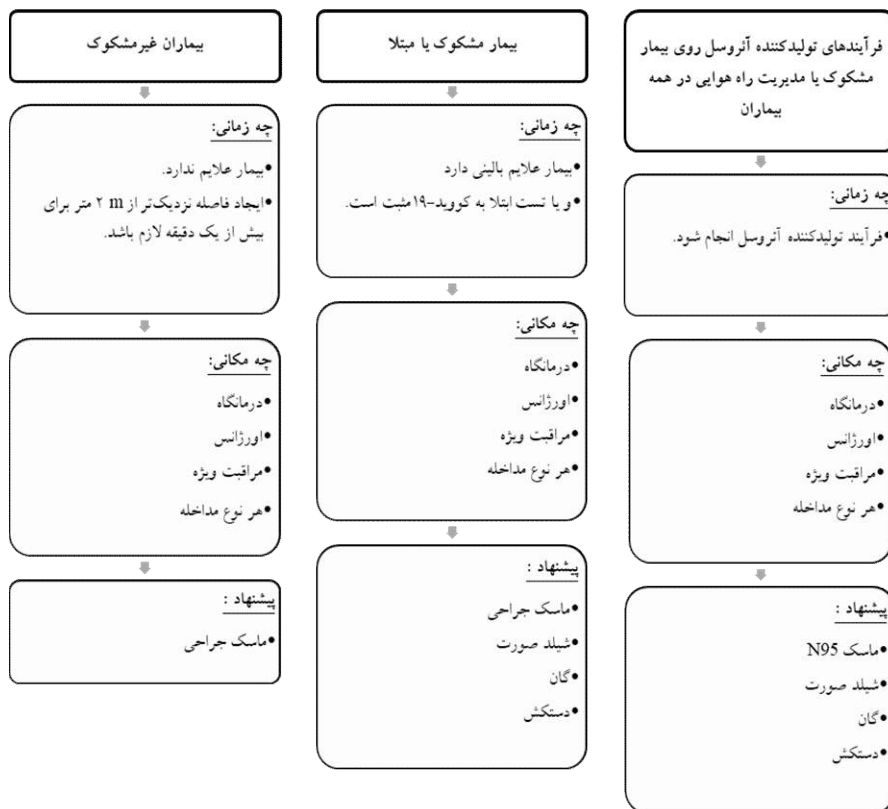 فرآیندهای تولیدکننده آئروسل روی بیمار
مشکوک یا مدیریت راه هوایی در همه
بیماران
چه زمانی:
•فرآیند تولیدکننده آئروسل انجام شود.
چه مکانی:
•درمانگاه
•اورژانس
•مراقبت ویژه
•هر نوع مداخله
پیشنهاد :
•ماسک N95
•شیلد صورت
•گان
•دستکش
بیمار مشکوک یا مبتلا
چه زمانی:
•بیمار علایم بالینی دارد
•و یا تست ابتلا به کووید-۱۹مثبت است.
چه مکانی:
•درمانگاه
•اورژانس
•مراقبت ویژه
•هر نوع مداخله
پیشنهاد :
•ماسک جراحی
•شیلد صورت
•گان
•دستکش
بیماران غیرمشکوک
چه زمانی:
•بیمار علایم ندارد.
•ایجاد فاصله نزدیک‌تر از m ۲ متر برای
بیش از یک دقیقه لازم باشد.
چه مکانی:
•درمانگاه
•اورژانس
•مراقبت ویژه
•هر نوع مداخله
پیشنهاد :
•ماسک جراحی